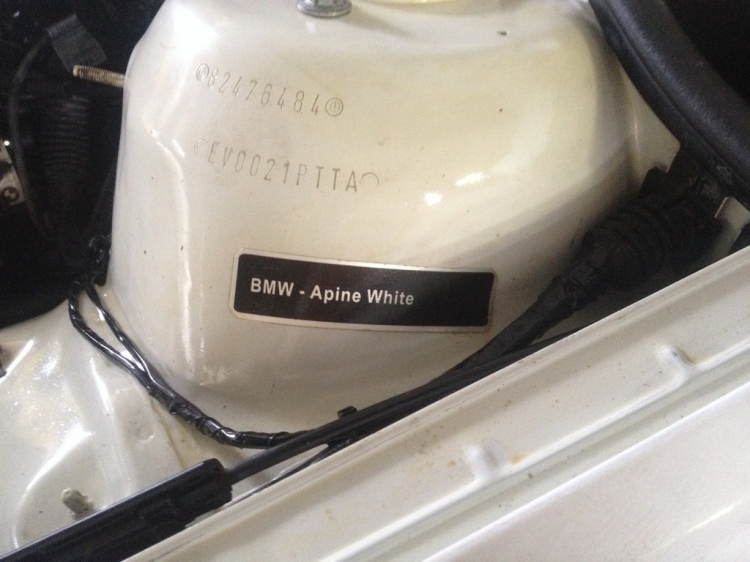 82476484
EV0021PTTA
BMW - Apine White